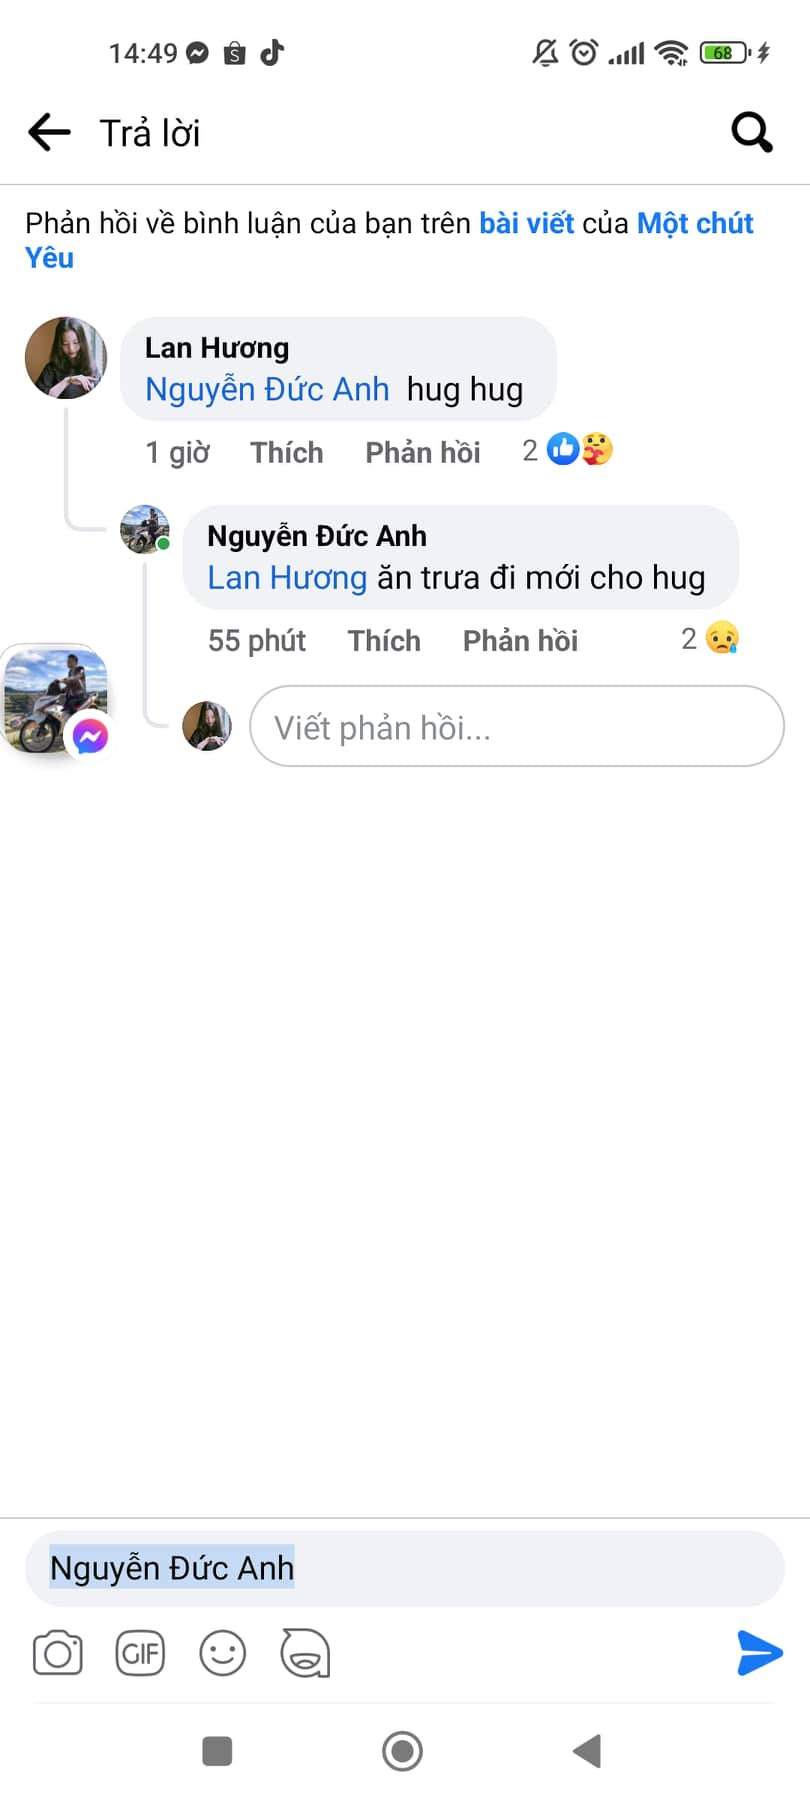 14:49
68
Trả lời
Phản hồi về bình luận của bạn trên bài viết của Một chút
Yêu
Lan Hương
Nguyễn Đức Anh hug hug
1 giờ Thích Phản hồi 2
Nguyễn Đức Anh
Lan Hương ăn trưa đi mới cho hug
55 phút Thích Phản hồi 2
Viết phản hồi...
Nguyễn Đức Anh
GIF